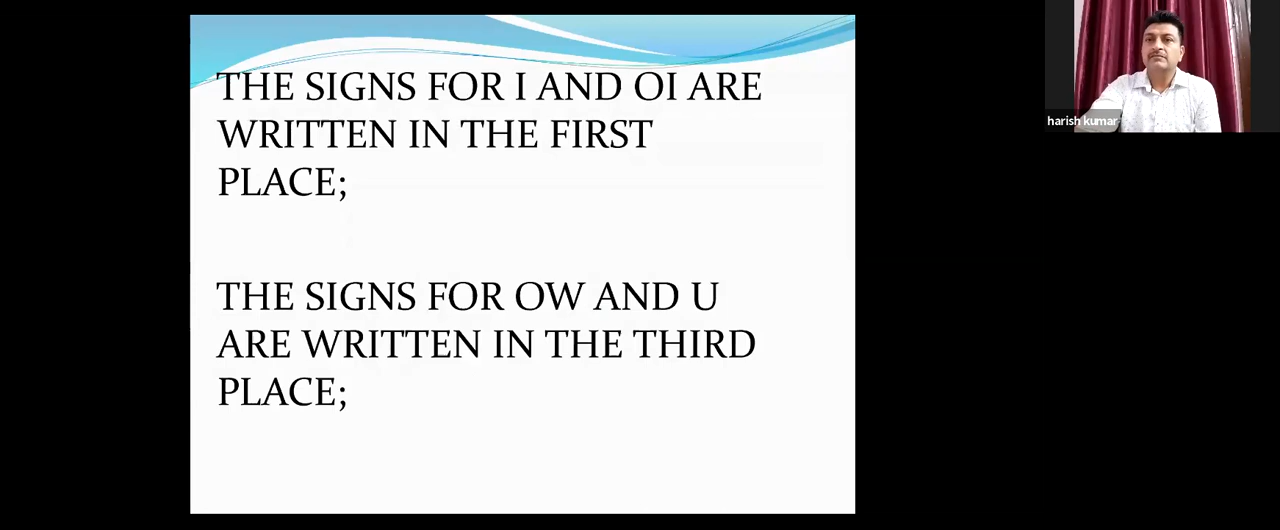 THE SIGNS FOR I AND OI ARE
WRITTEN IN THE FIRST
PLACE;
THE SIGNS FOR OW AND U
ARE WRITTEN IN THE THIRD
PLACE;
harish kumar